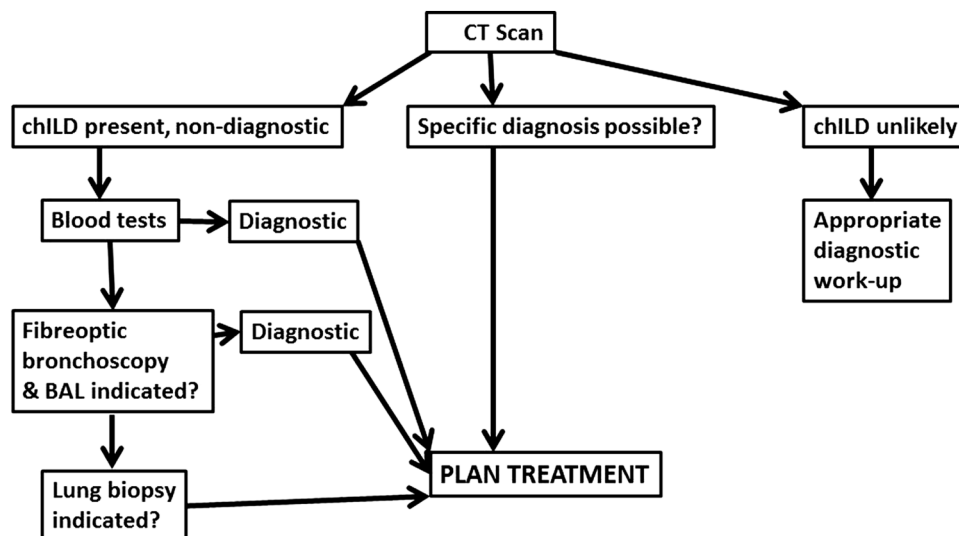 CT Scan
chILD present, non-diagnostic
Specific diagnosis possible?
chILD unlikely
Blood tests
Diagnostic
Appropriate
diagnostic
work-up
Fibreoptic
bronchoscopy
& BAL indicated?
Diagnostic
PLAN TREATMENT
Lung biopsy
indicated?